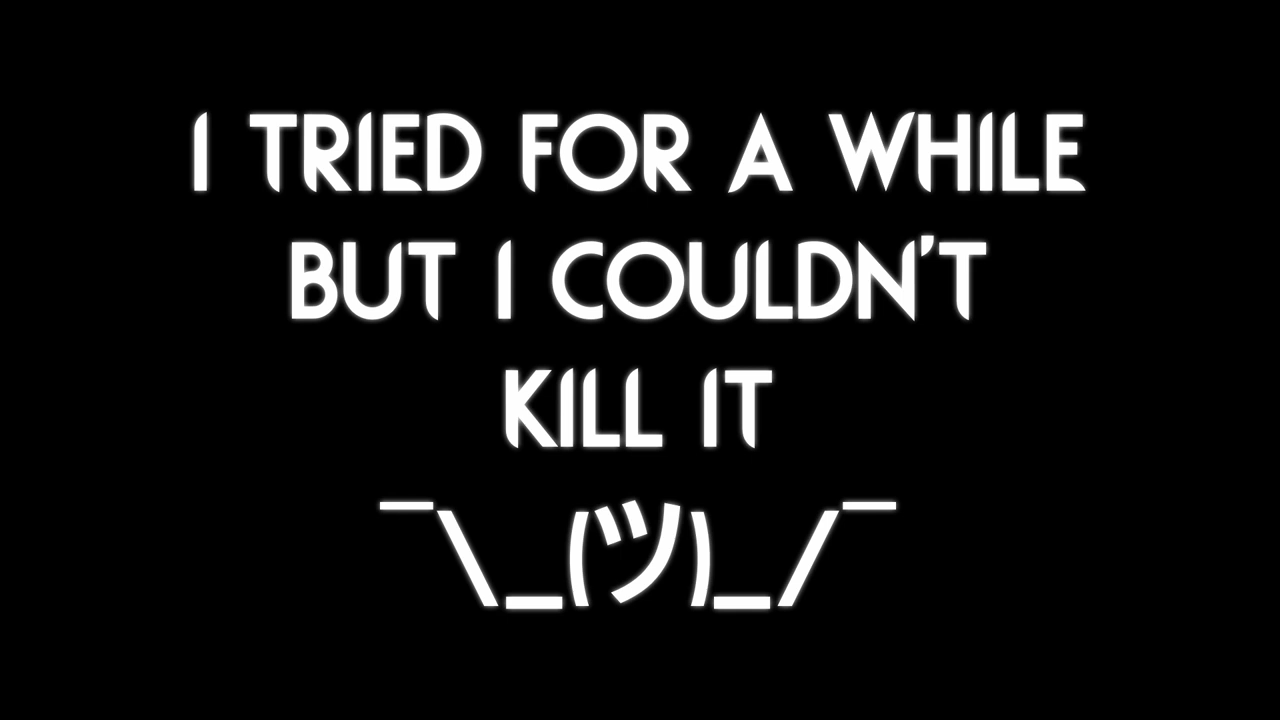 I TRIED FOR A WHILE
BUT I COULDN'T
KILL IT
¯\_(ツ)_/¯